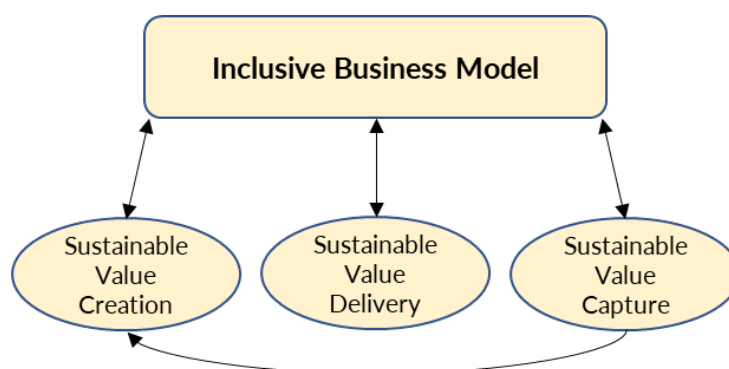 Inclusive Business Model
Sustainable
Value
Creation
Sustainable
Value
Delivery
Sustainable
Value
Capture